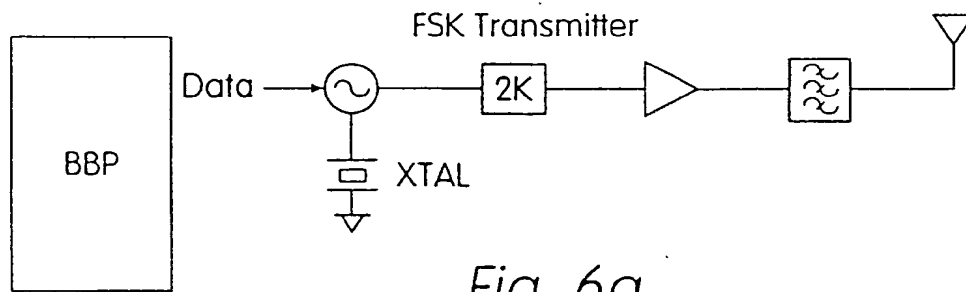 FSK Transmitter
Data
2K
BBP
XTAL
Fig. 6a